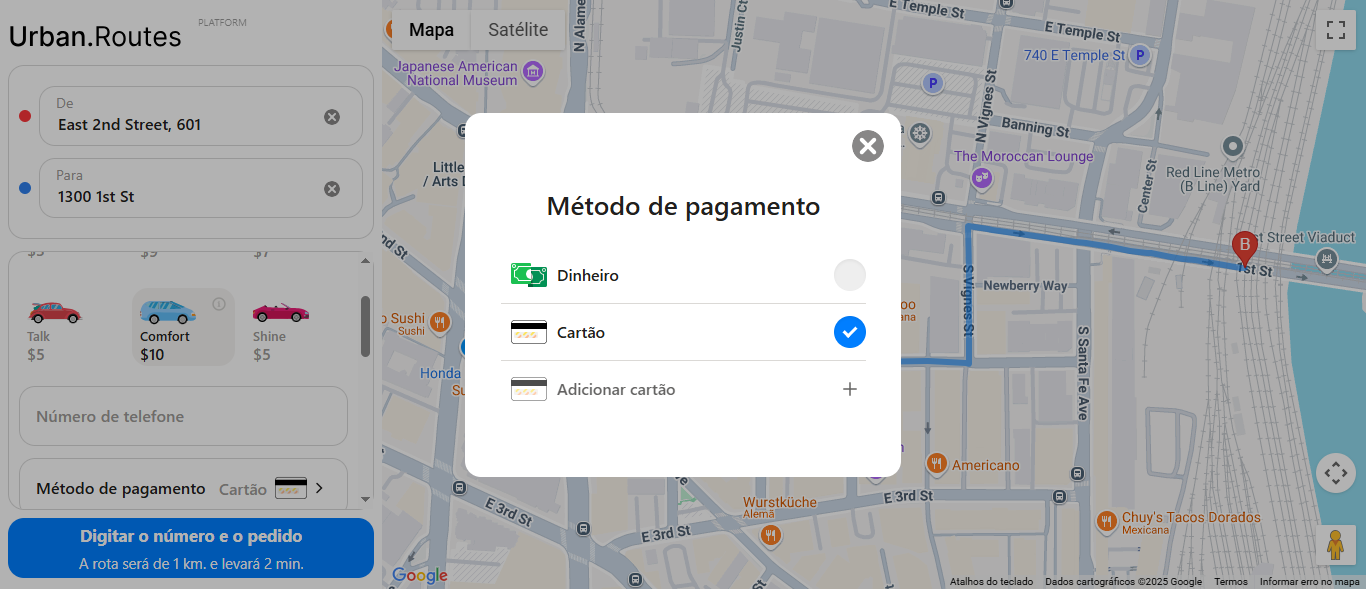 Urban.Routes
PLATFORM
De
East 2nd Street, 601
Para
1300 1st St
Talk
$5
Comfort
$10
Shine
$5
Número de telefone
Método de pagamento
Cartão
Digitar o número e o pedido
A rota será de 1 km. e levará 2 min.
Mapa
Satélite
Método de pagamento
Dinheiro
Cartão
Adicionar cartão
N Alame
Justin Ct
E Temple St
E Temple St
740 E Temple St
P
P
Japanese American
National Museum
N Vignes St
Banning St
The Moroccan Lounge
Center St
Red Line Metro
(B Line) Yard
Little
/ Arts D
B
st Street Viaduct
1st St
S Vignes St
Newberry Way
S Santa Fe Ave
o Sushi
Sushi
Honda
Su
oo
ana
2nd St
Americano
E 3rd St
E 3rd St
E 3rd St
Wurstküche
Alemã
Chuy's Tacos Dorados
Mexicana
Google
Atalhos do teclado
Dados cartográficos ©2025 Google
Termos
Informar erro no mapa